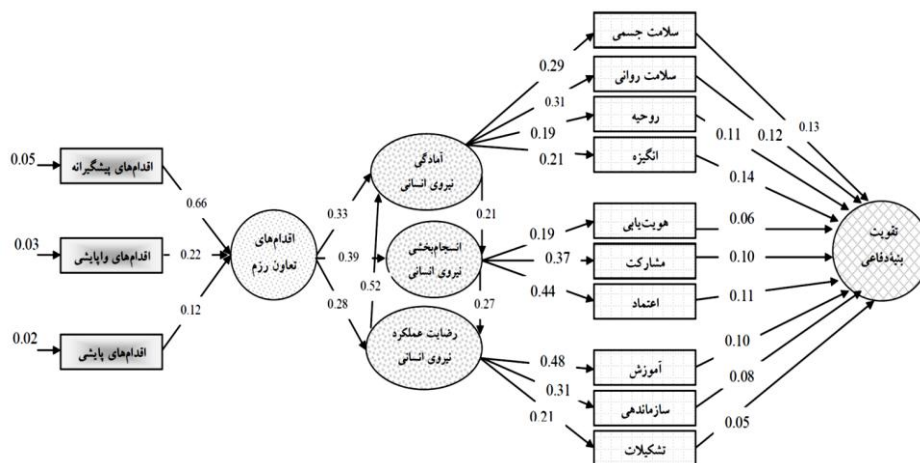 0.05
اقدام‌های پیشگیرانه
0.66
0.03
اقدام‌های واپایشی
0.22
0.02
اقدام‌های پایشی
0.12
اقدام‌های
تعاون رزم
0.33
0.39
0.28
آمادگی
نیروی انسانی
0.21
انسجام‌بخشی
نیروی انسانی
0.52
0.27
رضایت عملکرد
نیروی انسانی
0.29
0.31
0.19
0.21
0.19
0.37
0.44
0.48
0.31
0.21
سلامت جسمی
سلامت روانی
روحیه
انگیزه
هویت‌یابی
مشارکت
اعتماد
آموزش
سازماندهی
تشکیلات
0.13
0.12
0.11
0.14
0.06
0.10
0.11
0.10
0.08
0.05
تقویت
بنیهٔ‌دفاعی